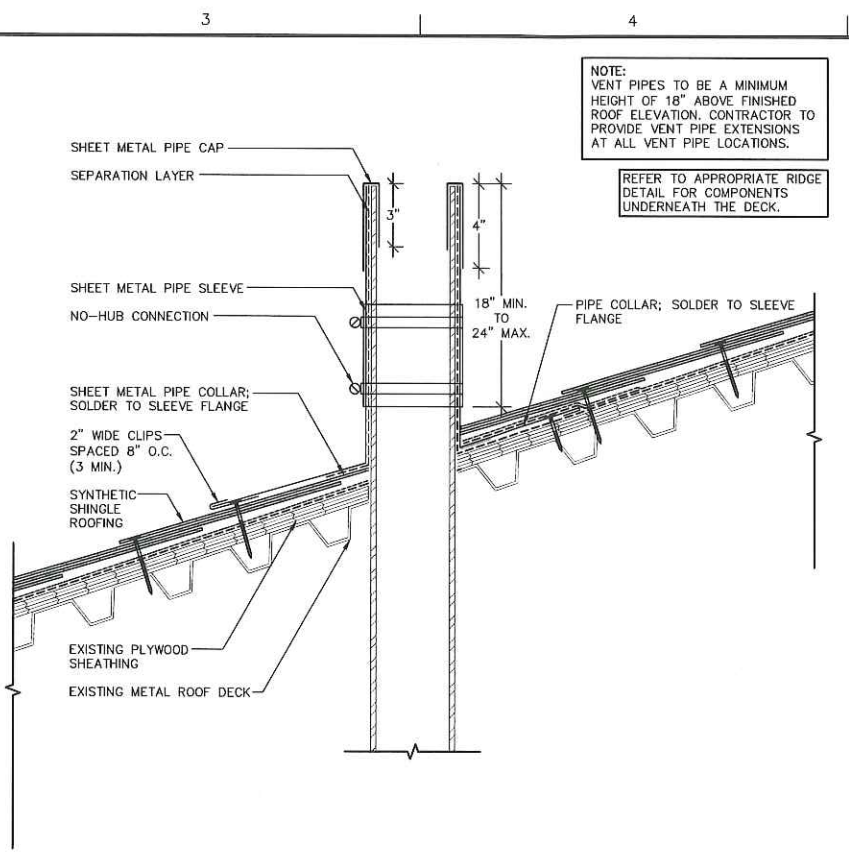 3
4
NOTE:
VENT PIPES TO BE A MINIMUM
HEIGHT OF 18" ABOVE FINISHED
ROOF ELEVATION. CONTRACTOR TO
PROVIDE VENT PIPE EXTENSIONS
AT ALL VENT PIPE LOCATIONS.
REFER TO APPROPRIATE RIDGE
DETAIL FOR COMPONENTS
UNDERNEATH THE DECK.
SHEET METAL PIPE CAP
SEPARATION LAYER
3"
4"
SHEET METAL PIPE SLEEVE
NO-HUB CONNECTION
18" MIN.
TO
24" MAX.
PIPE COLLAR; SOLDER TO SLEEVE
FLANGE
SHEET METAL PIPE COLLAR;
SOLDER TO SLEEVE FLANGE
2" WIDE CLIPS
SPACED 8" O.C.
(3 MIN.)
SYNTHETIC
SHINGLE
ROOFING
EXISTING PLYWOOD
SHEATHING
EXISTING METAL ROOF DECK